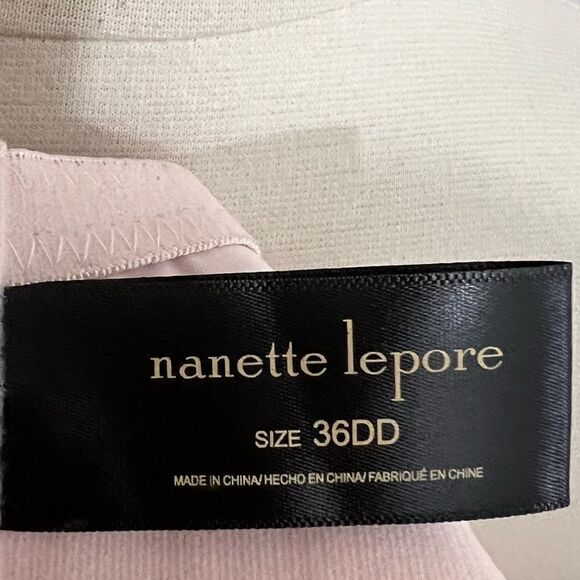 nanette lepore
SIZE 36DD
MADE IN CHINA/HECHO EN CHINA/FABRIQUÉ EN CHINE